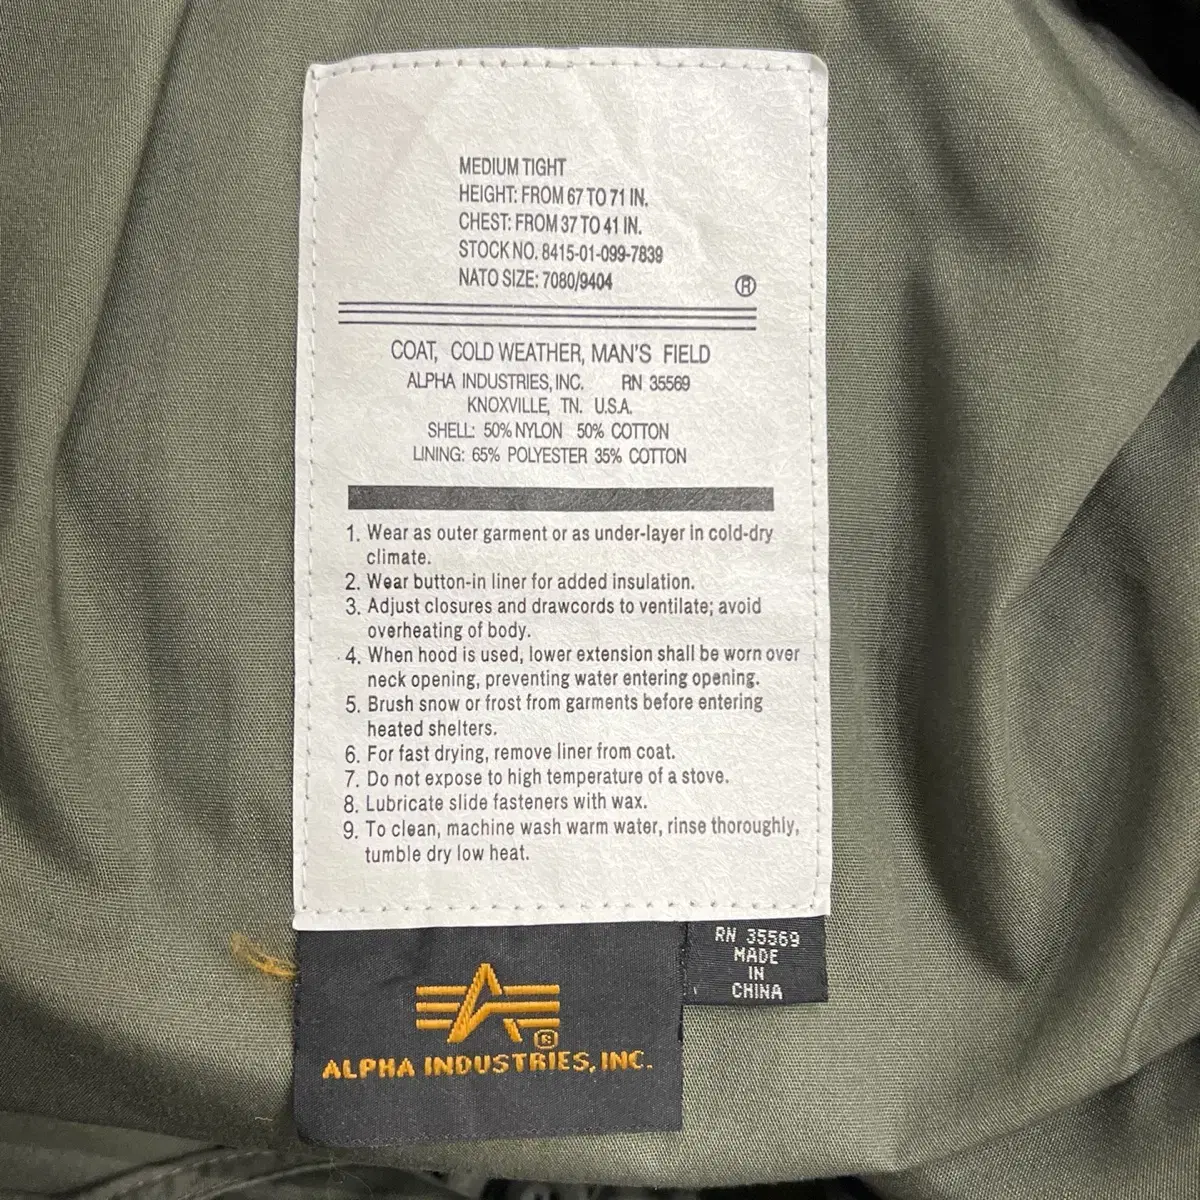 MEDIUM TIGHT
HEIGHT: FROM 67 TO 71 IN.
CHEST: FROM 37 TO 41 IN.
STOCK NO. 8415-01-099-7839
NATO SIZE: 7080/9404
®
COAT, COLD WEATHER, MAN'S FIELD
ALPHA INDUSTRIES, INC. RN 35569
KNOXVILLE, TN. U.S.A.
SHELL: 50% NYLON 50% COTTON
LINING: 65% POLYESTER 35% COTTON
1. Wear as outer garment or as under-layer in cold-dry
climate.
2. Wear button-in liner for added insulation.
3. Adjust closures and drawcords to ventilate; avoid
overheating of body.
4. When hood is used, lower extension shall be worn over
neck opening, preventing water entering opening.
5. Brush snow or frost from garments before entering
heated shelters.
6. For fast drying, remove liner from coat.
7. Do not expose to high temperature of a stove.
8. Lubricate slide fasteners with wax.
9. To clean, machine wash warm water, rinse thoroughly,
tumble dry low heat.
RN 35569
MADE
IN
CHINA
®
ALPHA INDUSTRIES, INC.